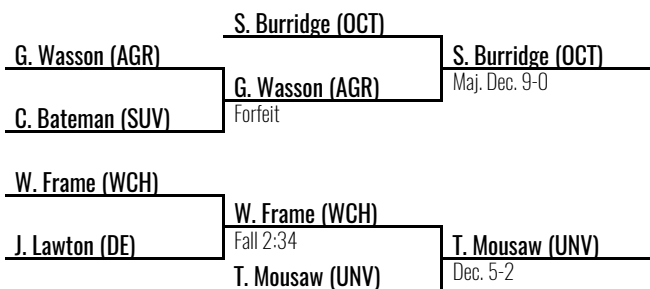 S. Burridge (OCT)
G. Wasson (AGR)
S. Burridge (OCT)
G. Wasson (AGR)
Maj. Dec. 9-0
C. Bateman (SUV)
Forfeit
W. Frame (WCH)
W. Frame (WCH)
J. Lawton (DE)
Fall 2:34
T. Mousaw (UNV)
T. Mousaw (UNV)
Dec. 5-2